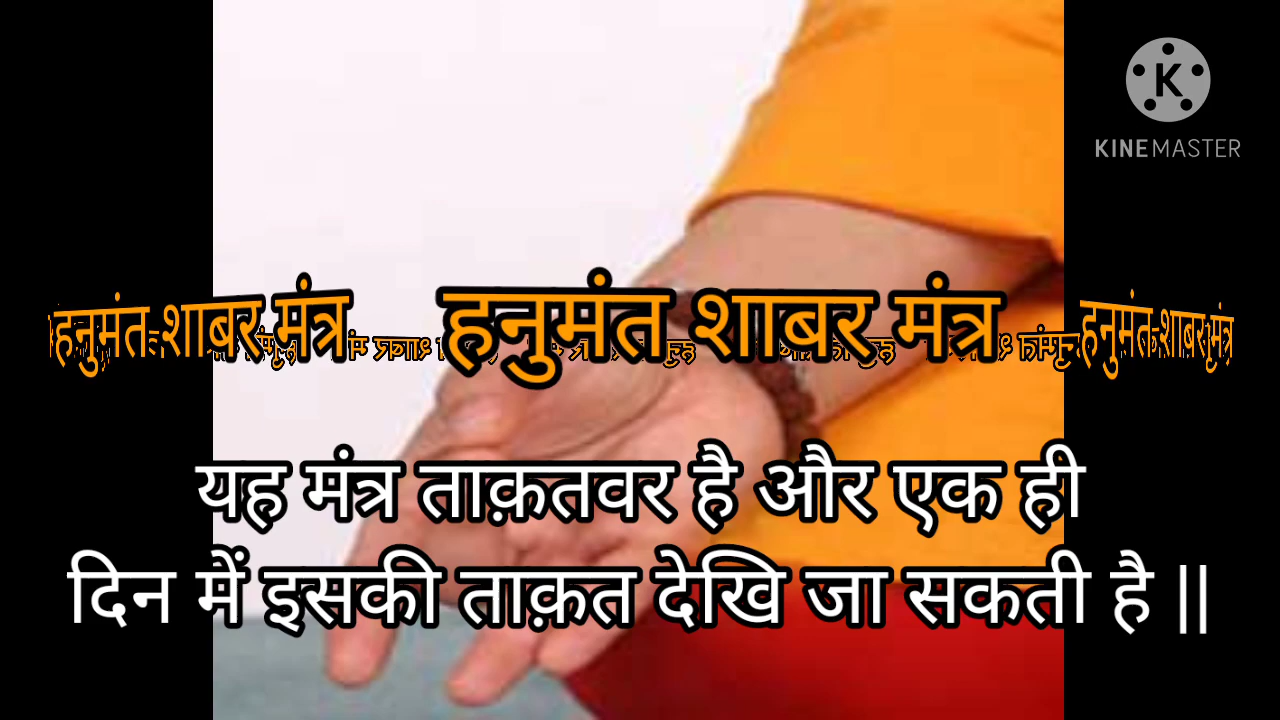 KINEMASTER
हनुमंत शाबर मंत्र हनुमंत शाबर मंत्र हनुमंत शाबर मंत्र
यह मंत्र ताक़तवर है और एक ही
दिन में इसकी ताक़त देखि जा सकती है ||